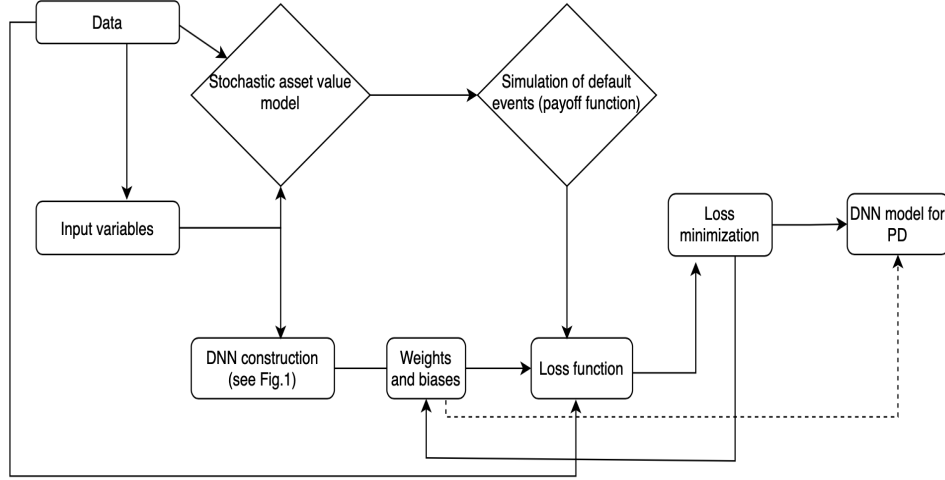 Data
Stochastic asset value
model
Simulation of default
events (payoff function)
Input variables
Loss
minimization
DNN model for
PD
DNN construction
(see Fig.1)
Weights
and biases
Loss function